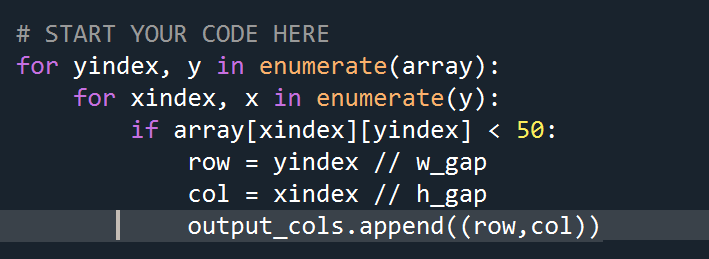 # START YOUR CODE HERE
for yindex, y in enumerate(array):
    for xindex, x in enumerate(y):
        if array[xindex][yindex] < 50:
            row = yindex // w_gap
            col = xindex // h_gap
            output_cols.append((row,col))